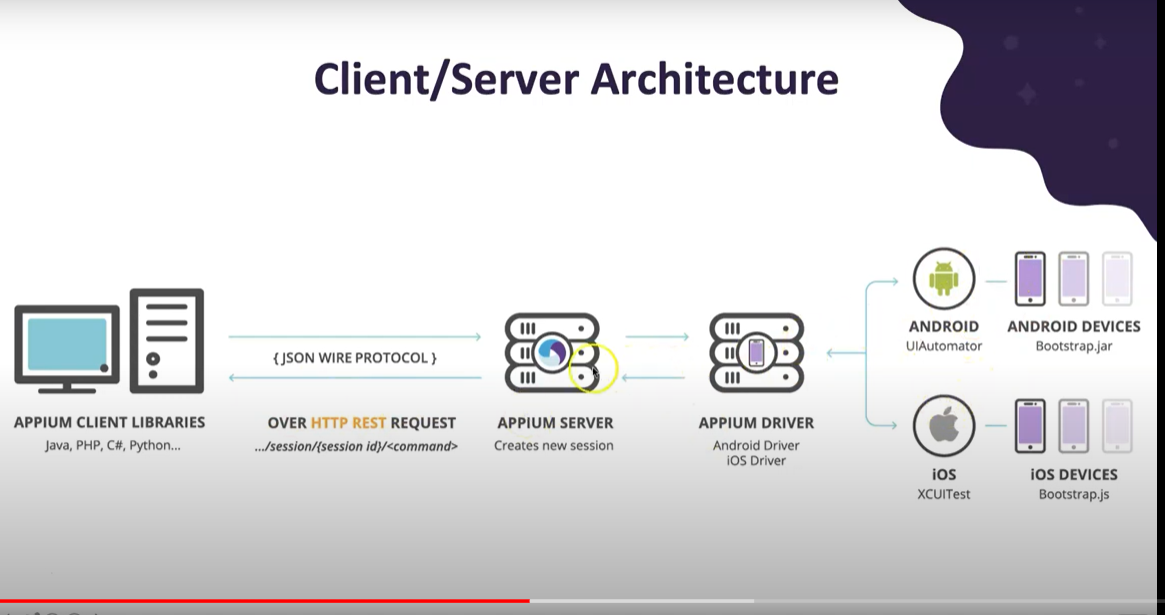 Client/Server Architecture
{ JSON WIRE PROTOCOL }
APPIUM CLIENT LIBRARIES
Java, PHP, C#, Python...
OVER HTTP REST REQUEST
.../session/{session id}/<command>
APPIUM SERVER
Creates new session
APPIUM DRIVER
Android Driver
iOS Driver
ANDROID
UIAutomator
ANDROID DEVICES
Bootstrap.jar
iOS
XCUITest
iOS DEVICES
Bootstrap.js